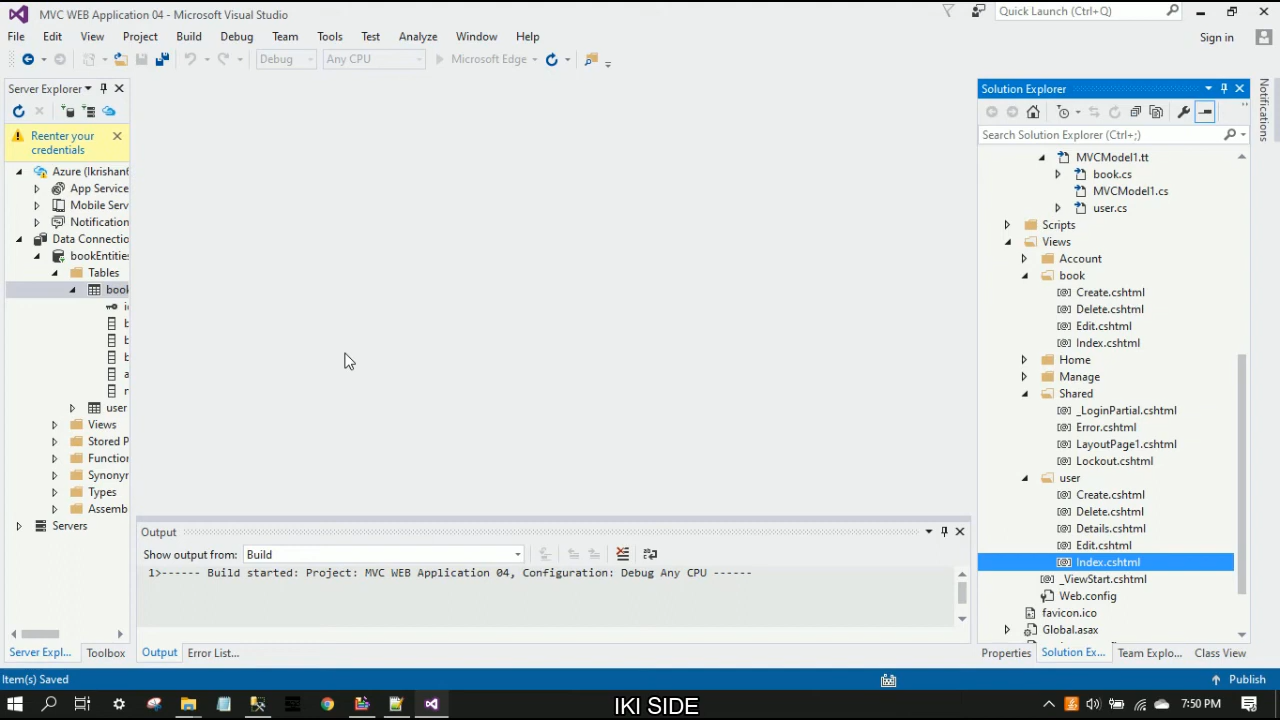 MVC WEB Application 04 - Microsoft Visual Studio
Quick Launch (Ctrl+Q)
File Edit View Project Build Debug Team Tools Test Analyze Window Help
Sign in
Debug Any CPU Microsoft Edge
Server Explorer
Reenter your
credentials
Azure (lkrishan6
App Service
Mobile Serv
Notification
Data Connectio
bookEntities
Tables
book
user
Views
Stored P
Function
Synonym
Types
Assemb
Servers
Server Expl... Toolbox
Output
Show output from: Build
1>------ Build started: Project: MVC WEB Application 04, Configuration: Debug Any CPU ------
Output Error List...
Solution Explorer
Search Solution Explorer (Ctrl+;)
MVCModel1.tt
book.cs
MVCModel1.cs
user.cs
Scripts
Views
Account
book
Create.cshtml
Delete.cshtml
Edit.cshtml
Index.cshtml
Home
Manage
Shared
_LoginPartial.cshtml
Error.cshtml
LayoutPage1.cshtml
Lockout.cshtml
user
Create.cshtml
Delete.cshtml
Details.cshtml
Edit.cshtml
Index.cshtml
_ViewStart.cshtml
Web.config
favicon.ico
Global.asax
Properties Solution Ex... Team Explo... Class View
Notifications
Item(s) Saved
Publish
IKI SIDE
7:50 PM